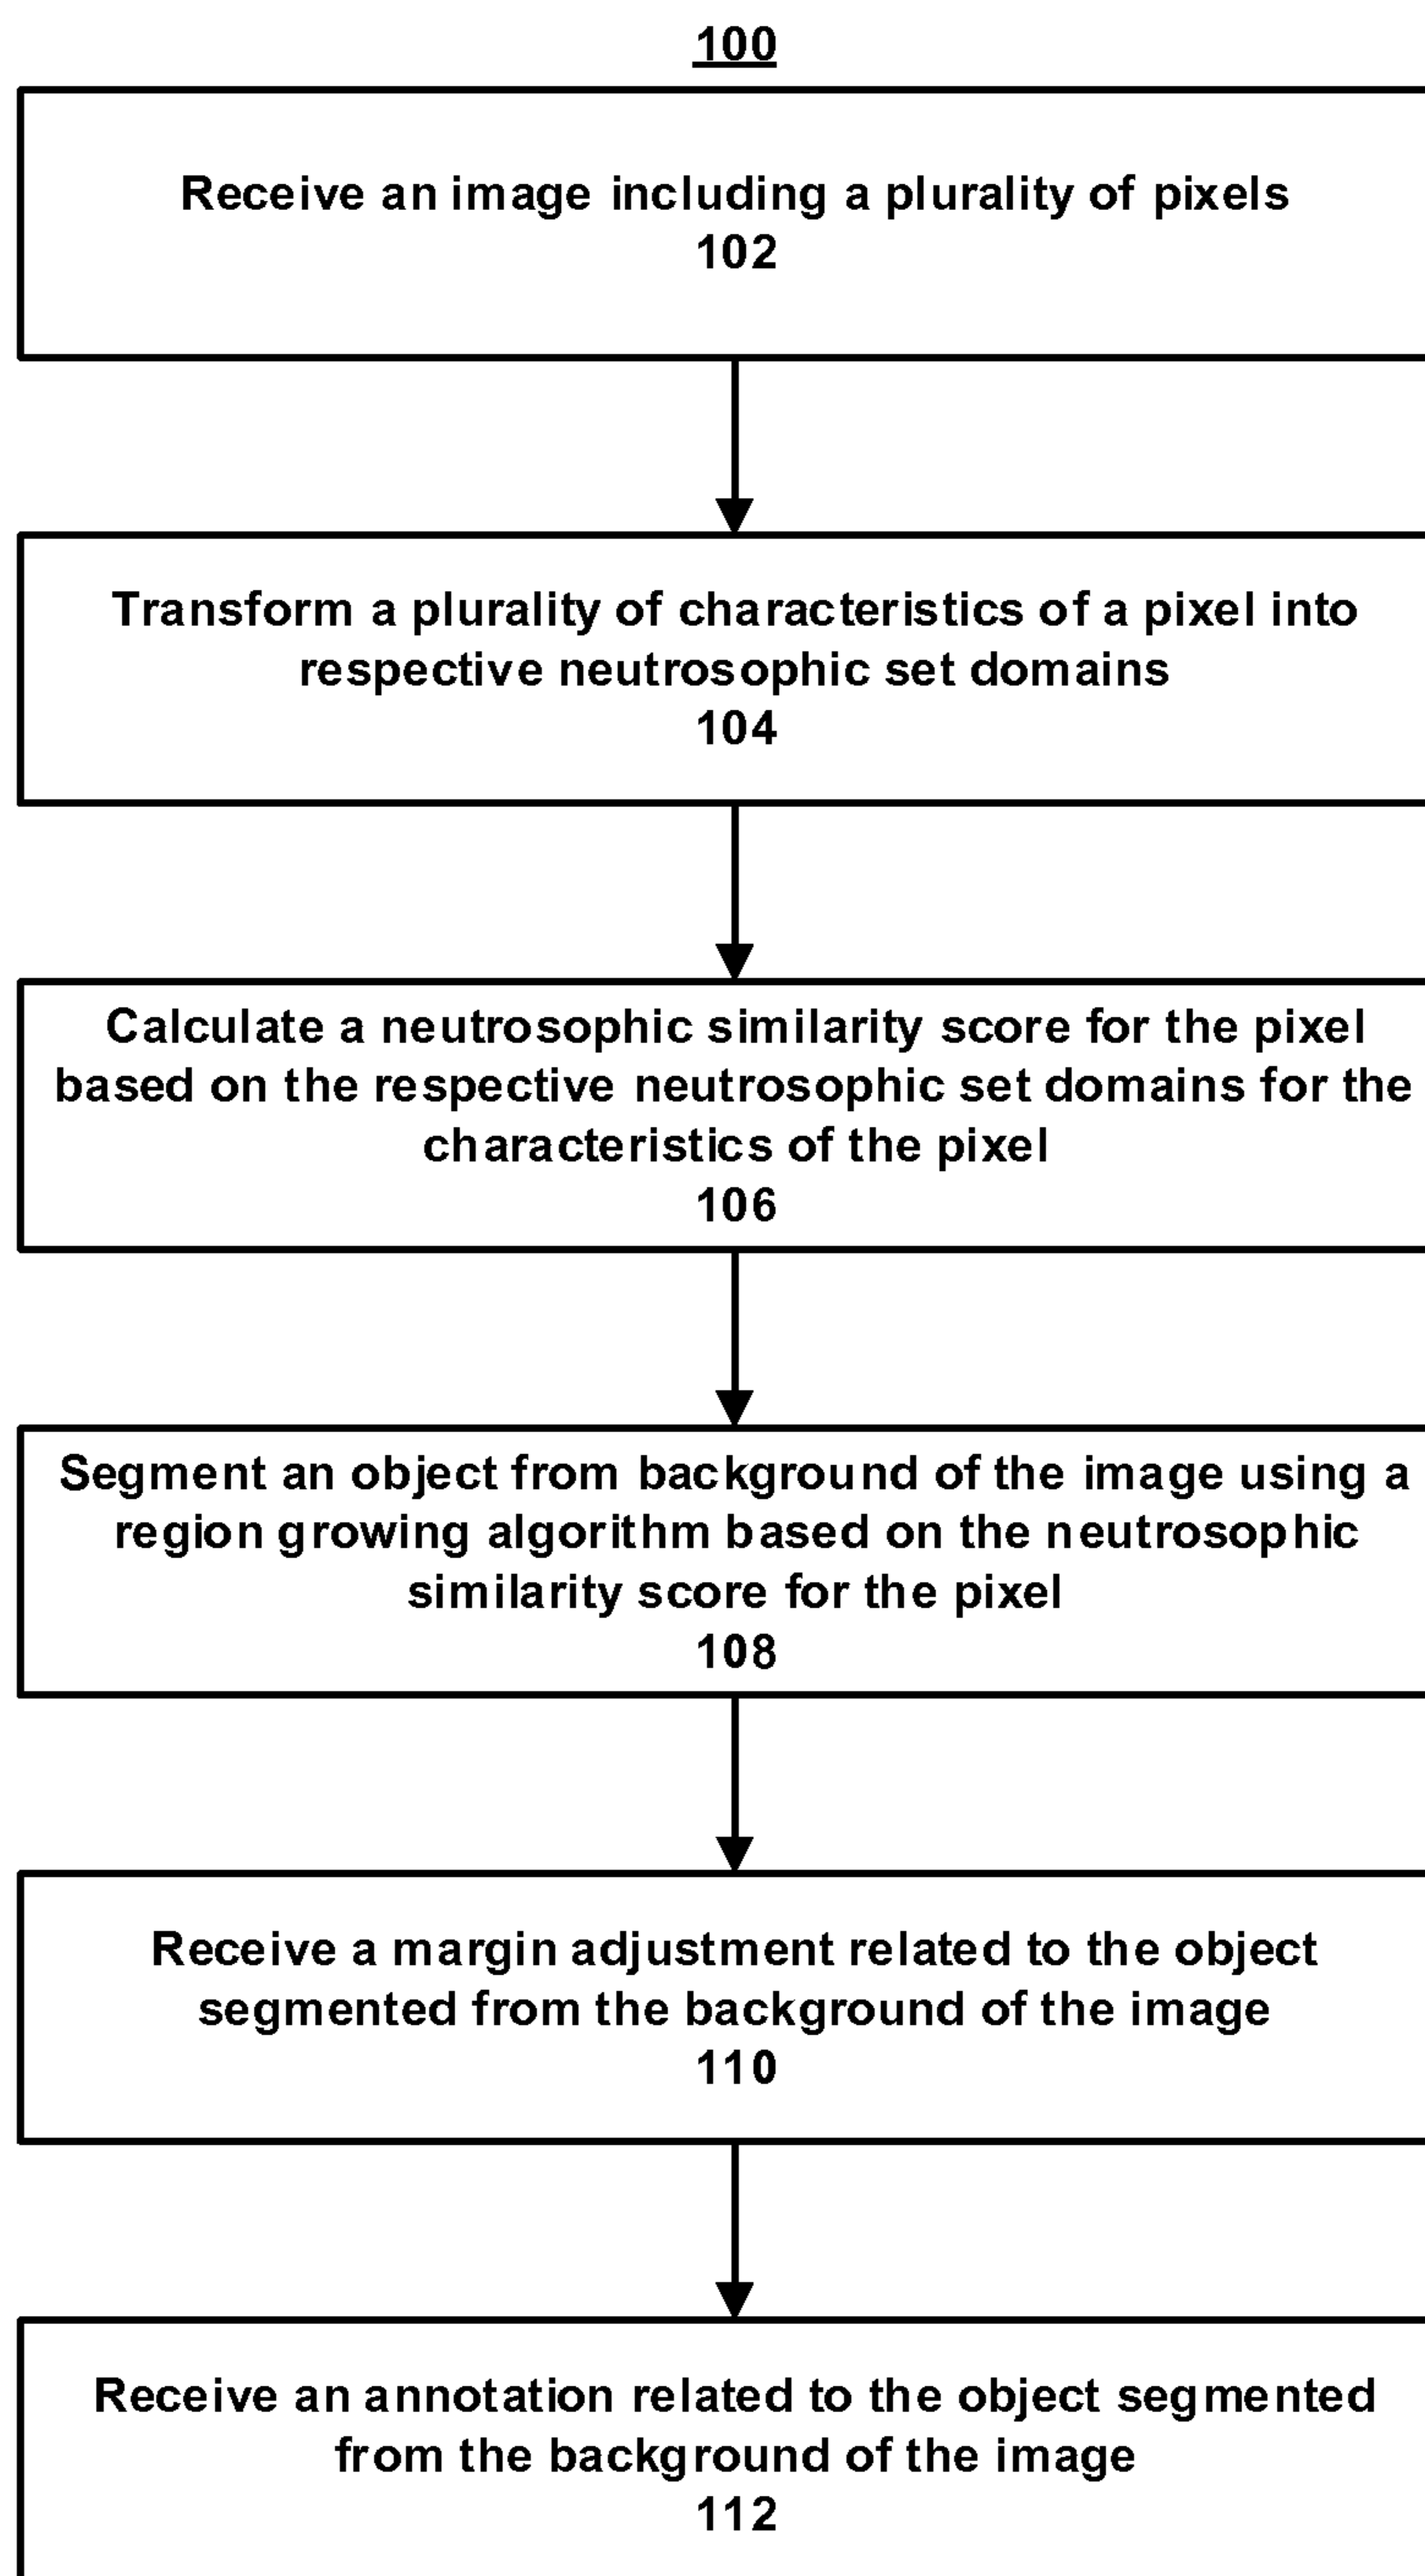 100
Receive an image including a plurality of pixels
102
Transform a plurality of characteristics of a pixel into
respective neutrosophic set domains
104
Calculate a neutrosophic similarity score for the pixel
based on the respective neutrosophic set domains for the
characteristics of the pixel
106
Segment an object from background of the image using a
region growing algorithm based on the neutrosophic
similarity score for the pixel
108
Receive a margin adjustment related to the object
segmented from the background of the image
110
Receive an annotation related to the object segmented
from the background of the image
112